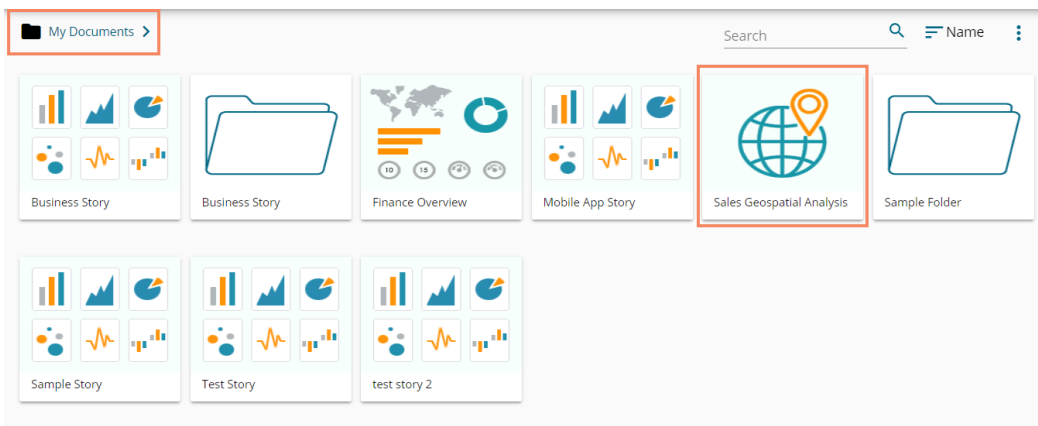 My Documents
Search
Name
10
15
Business Story
Business Story
Finance Overview
Mobile App Story
Sales Geospatial Analysis
Sample Folder
Sample Story
Test Story
test story 2